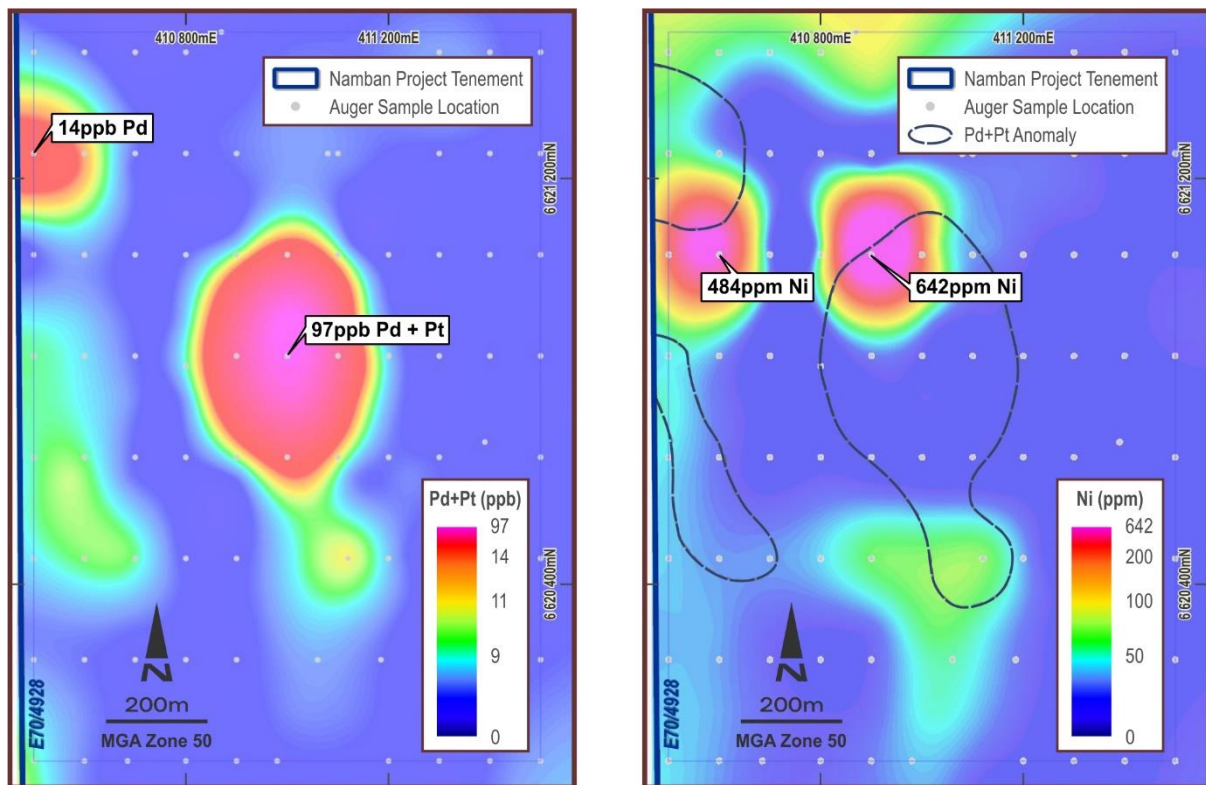 410 800mE
411 200mE
Namban Project Tenement
Auger Sample Location
14ppb Pd
6 621 200mN
97ppb Pd + Pt
Pd+Pt (ppb)
97
14
11
9
0
6 620 400mN
N
200m
MGA Zone 50
E70/4928
410 800mE
411 200mE
Namban Project Tenement
Auger Sample Location
Pd+Pt Anomaly
6 621 200mN
484ppm Ni
642ppm Ni
Ni (ppm)
642
200
100
50
0
6 620 400mN
N
200m
MGA Zone 50
E70/4928